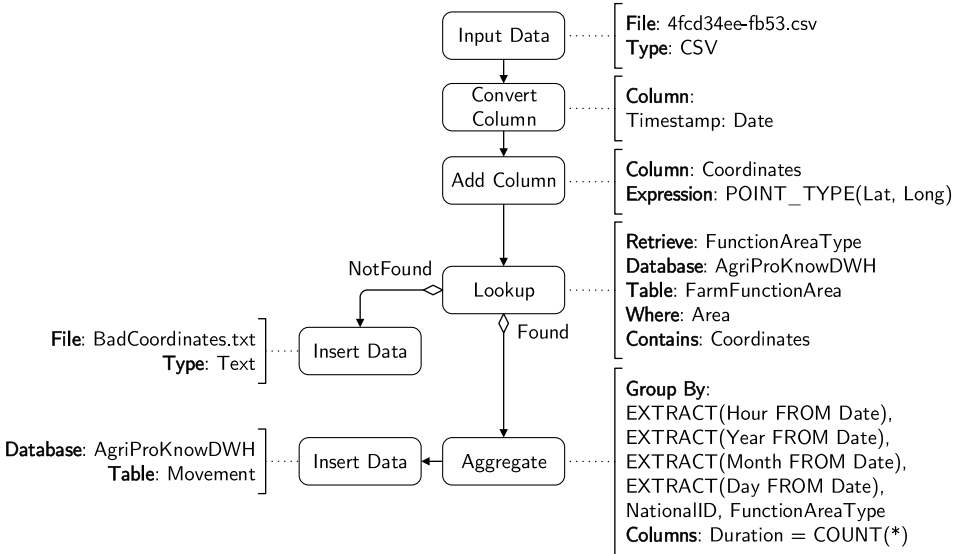 Input Data
File: 4fcd34ee-fb53.csv
Type: CSV
Convert
Column
Column:
Timestamp: Date
Add Column
Column: Coordinates
Expression: POINT_TYPE(Lat, Long)
NotFound
Lookup
Found
Retrieve: FunctionAreaType
Database: AgriProKnowDWH
Table: FarmFunctionArea
Where: Area
Contains: Coordinates
File: BadCoordinates.txt
Type: Text
Insert Data
Database: AgriProKnowDWH
Table: Movement
Insert Data
Aggregate
Group By:
EXTRACT(Hour FROM Date),
EXTRACT(Year FROM Date),
EXTRACT(Month FROM Date),
EXTRACT(Day FROM Date),
NationalID, FunctionAreaType
Columns: Duration = COUNT(*)